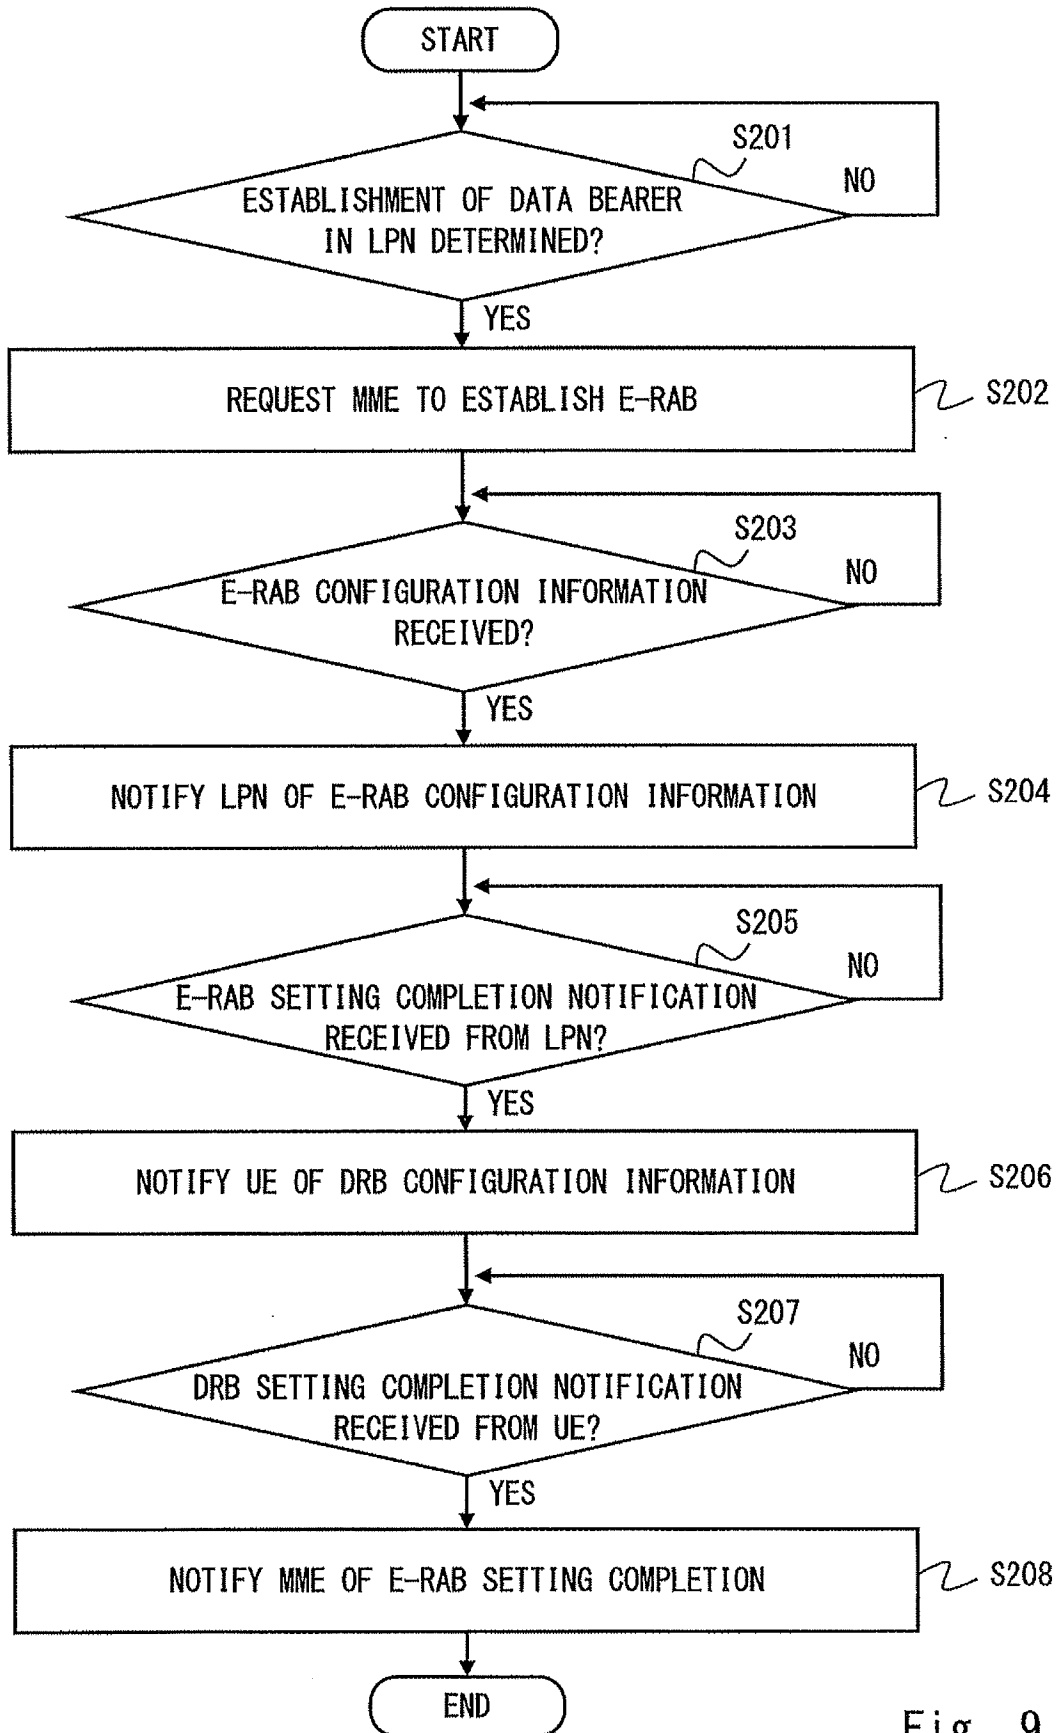 START
S201
NO
ESTABLISHMENT OF DATA BEARER
IN LPN DETERMINED?
YES
REQUEST MME TO ESTABLISH E-RAB
S202
S203
NO
E-RAB CONFIGURATION INFORMATION
RECEIVED?
YES
NOTIFY LPN OF E-RAB CONFIGURATION INFORMATION
S204
S205
NO
E-RAB SETTING COMPLETION NOTIFICATION
RECEIVED FROM LPN?
YES
NOTIFY UE OF DRB CONFIGURATION INFORMATION
S206
S207
NO
DRB SETTING COMPLETION NOTIFICATION
RECEIVED FROM UE?
YES
NOTIFY MME OF E-RAB SETTING COMPLETION
S208
END
Fig. 9